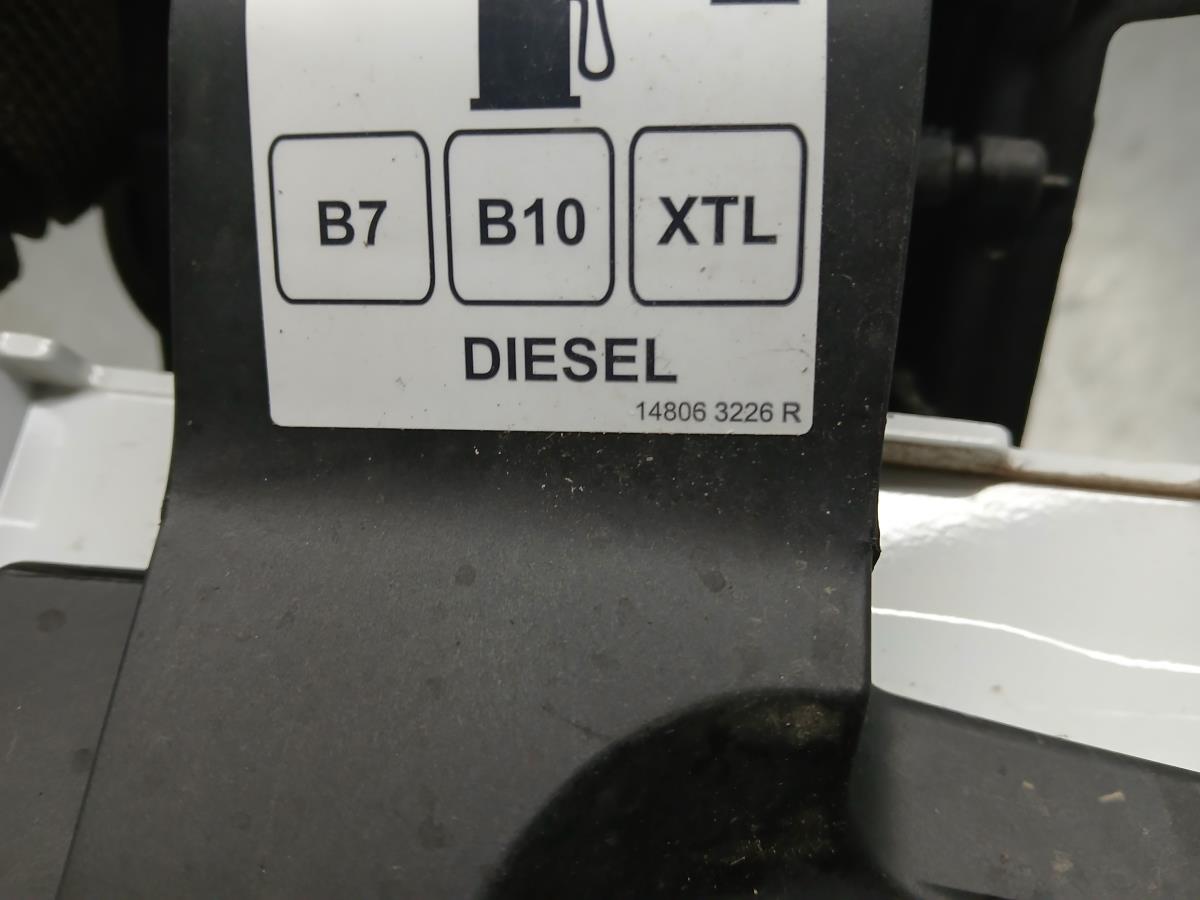 B7 B10 XTL
DIESEL
14806 3226 R